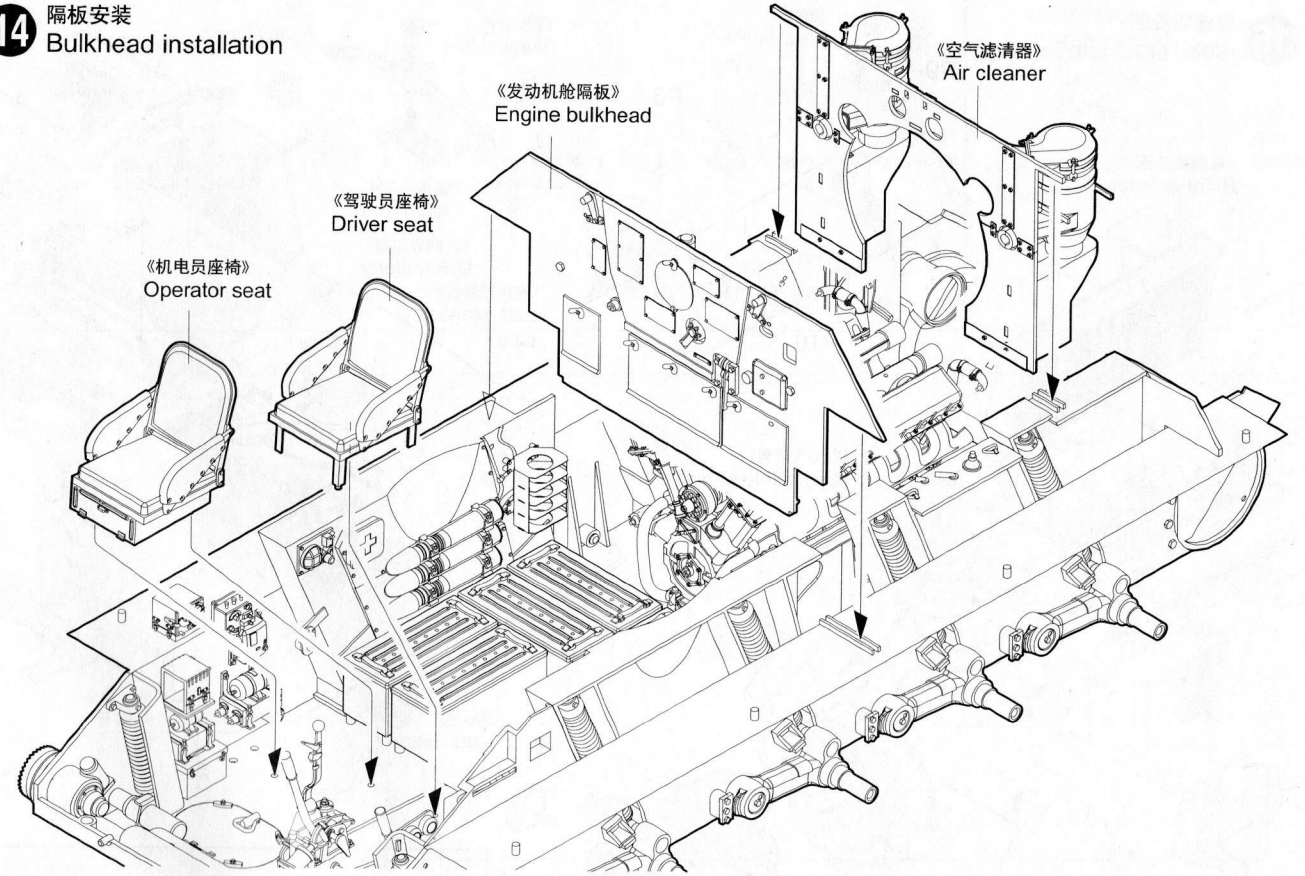 14 隔板安装
Bulkhead installation
《空气滤清器》
Air cleaner
《发动机舱隔板》
Engine bulkhead
《驾驶员座椅》
Driver seat
《机电员座椅》
Operator seat